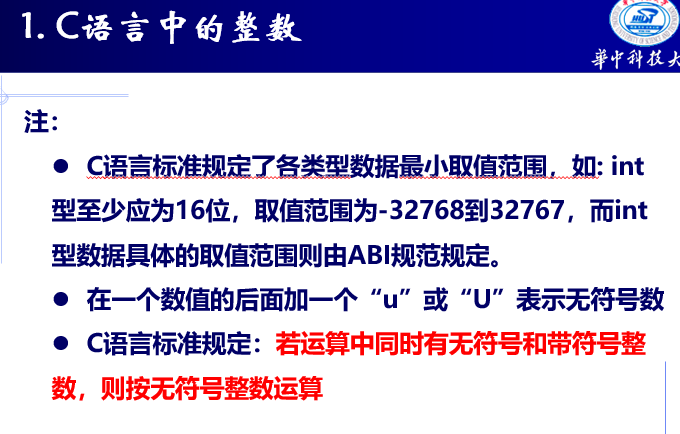 1. C语言中的整数
華中科技大
注：
● C语言标准规定了各类型数据最小取值范围，如: int
型至少应为16位，取值范围为-32768到32767，而int
型数据具体的取值范围则由ABI规范规定。
● 在一个数值的后面加一个“u”或“U”表示无符号数
● C语言标准规定：若运算中同时有无符号和带符号整
数，则按无符号整数运算